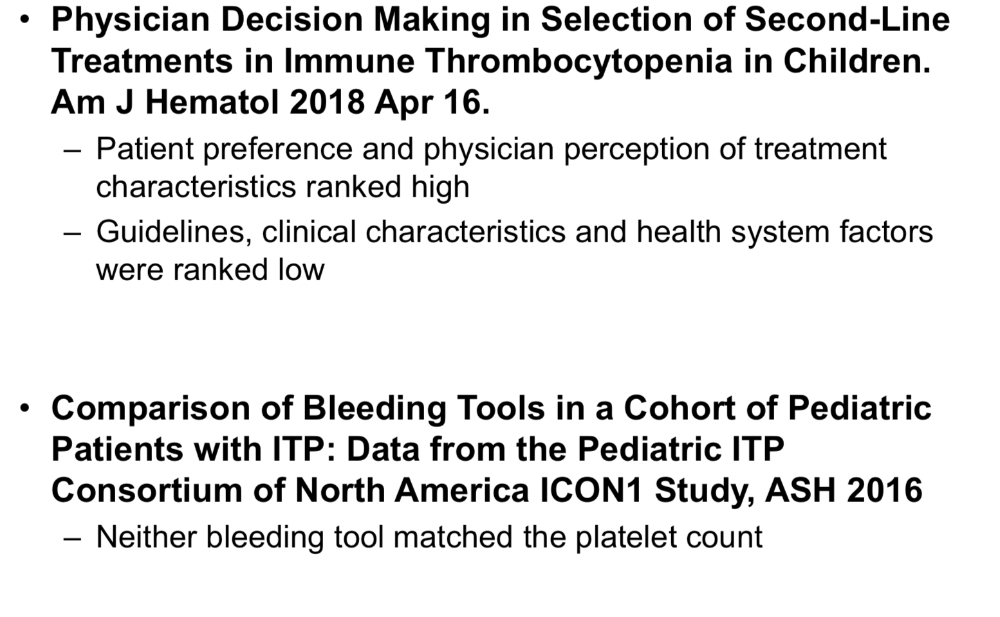 • Physician Decision Making in Selection of Second-Line
Treatments in Immune Thrombocytopenia in Children.
Am J Hematol 2018 Apr 16.
– Patient preference and physician perception of treatment
characteristics ranked high
– Guidelines, clinical characteristics and health system factors
were ranked low
• Comparison of Bleeding Tools in a Cohort of Pediatric
Patients with ITP: Data from the Pediatric ITP
Consortium of North America ICON1 Study, ASH 2016
– Neither bleeding tool matched the platelet count